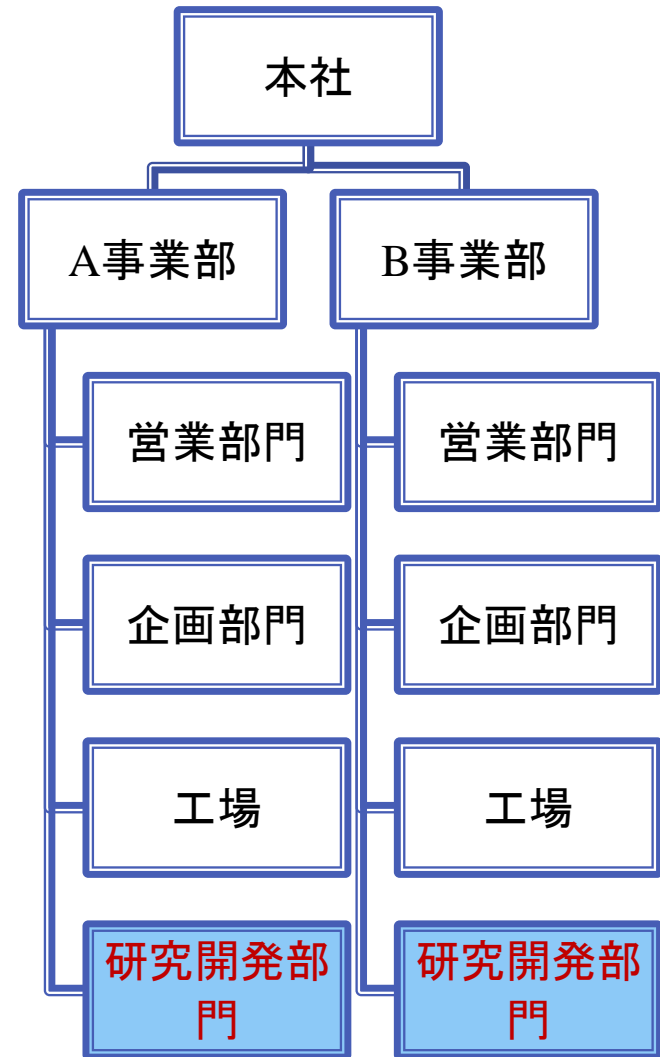 本社
A事業部
B事業部
営業部門
営業部門
企画部門
企画部門
工場
工場
研究開発部
門
研究開発部
門